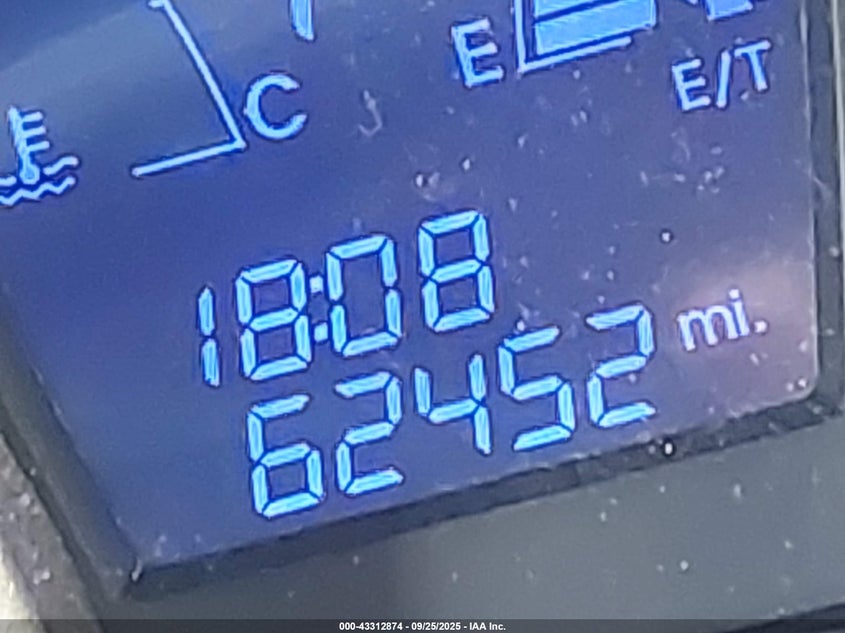 C
E
E/T
18:08
62452 mi.
000-43312874 - 09/25/2025 - IAA Inc.